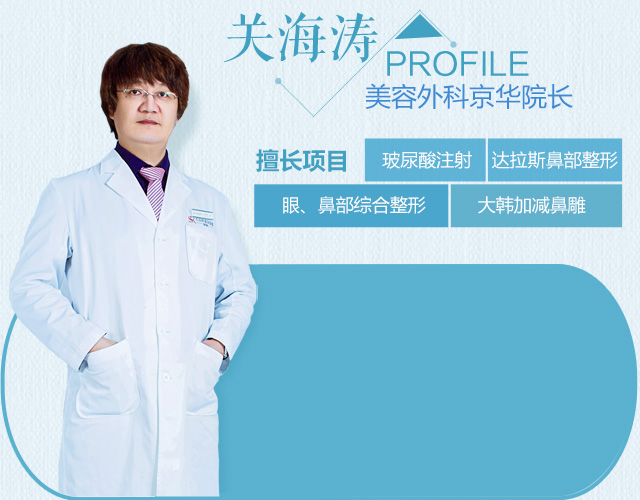 关海涛
PROFILE
美容外科京华院长
擅长项目
玻尿酸注射
达拉斯鼻部整形
眼、鼻部综合整形
大韩加减鼻雕